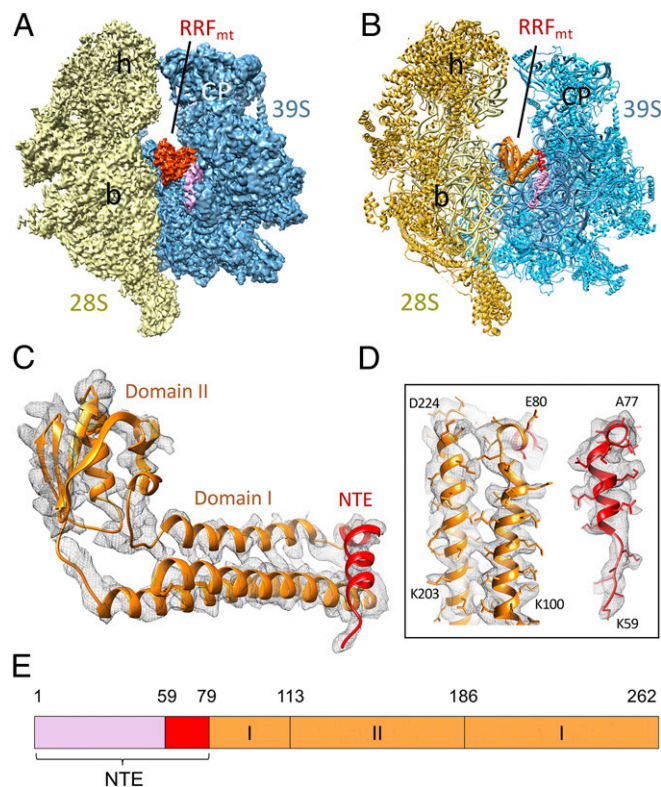 A
RRFmt
h
CP
39S
b
28S
B
RRFmt
h
CP
39S
b
28S
C
Domain II
Domain I
NTE
D
D224
E80
A77
K203
K100
K59
E
1 59 79 113 186 262
I II I
NTE